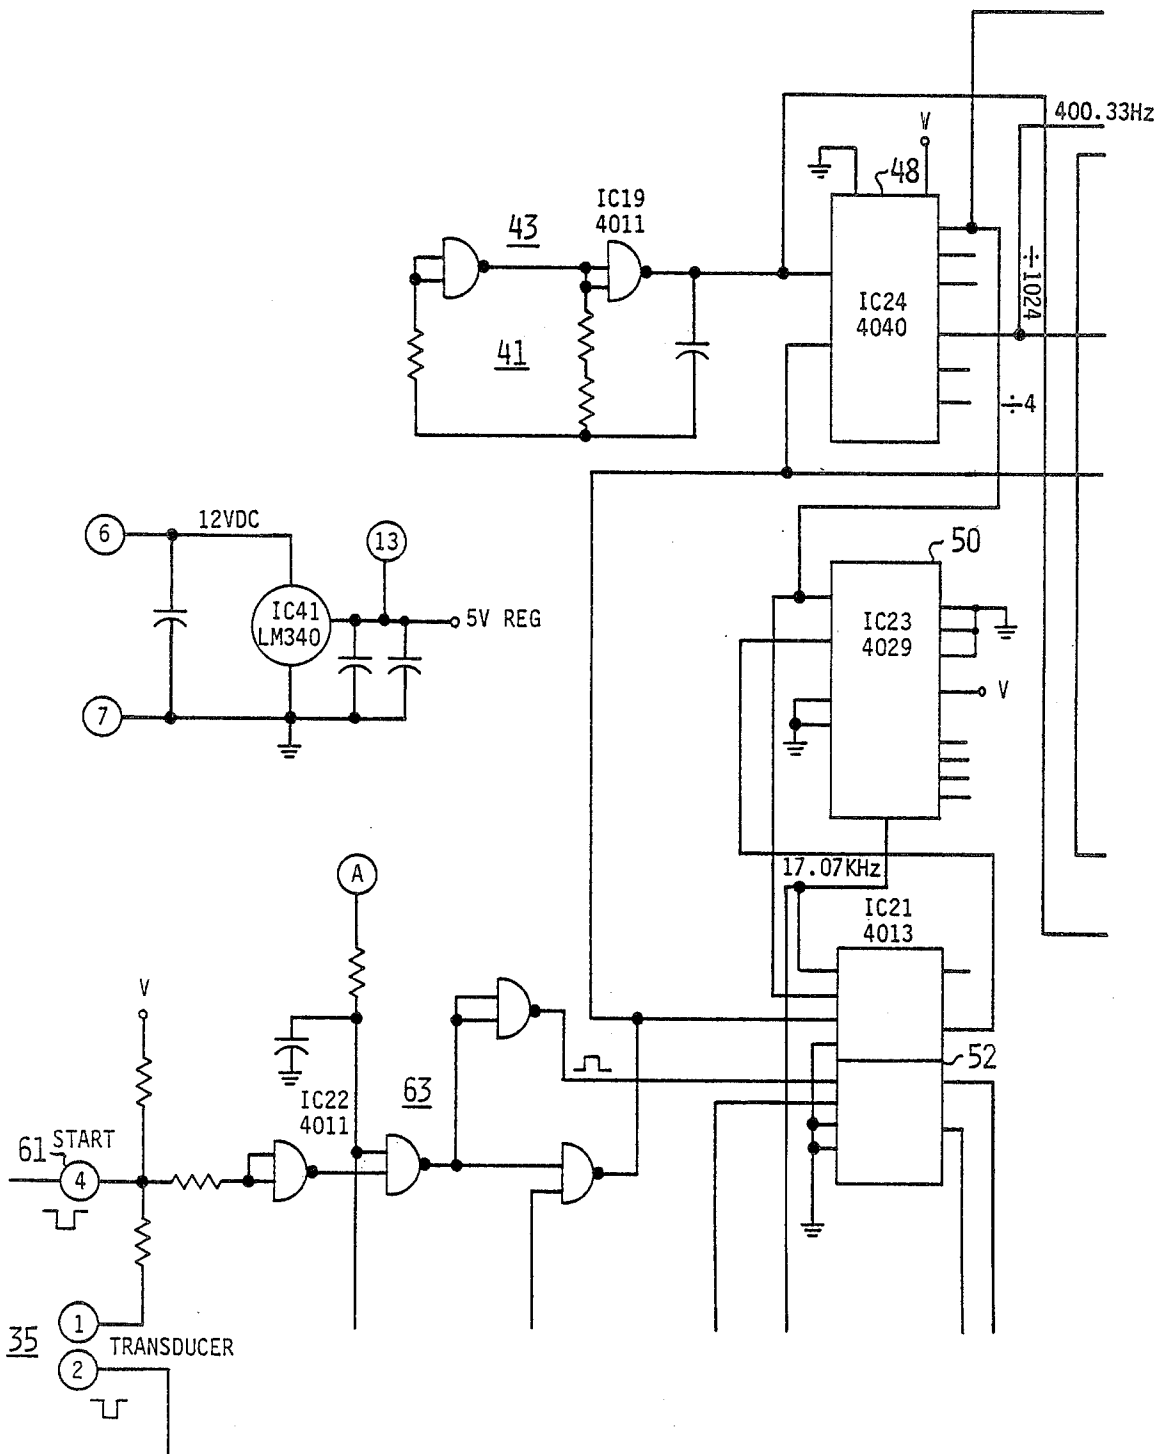 400.33Hz
V
48
IC19
4011
43
÷1024
IC24
4040
41
÷4
6
12VDC
13
50
IC41
LM340
5V REG
IC23
4029
V
7
17.07KHz
A
IC21
4013
V
52
63
IC22
4011
61
START
4
1
35
TRANSDUCER
2